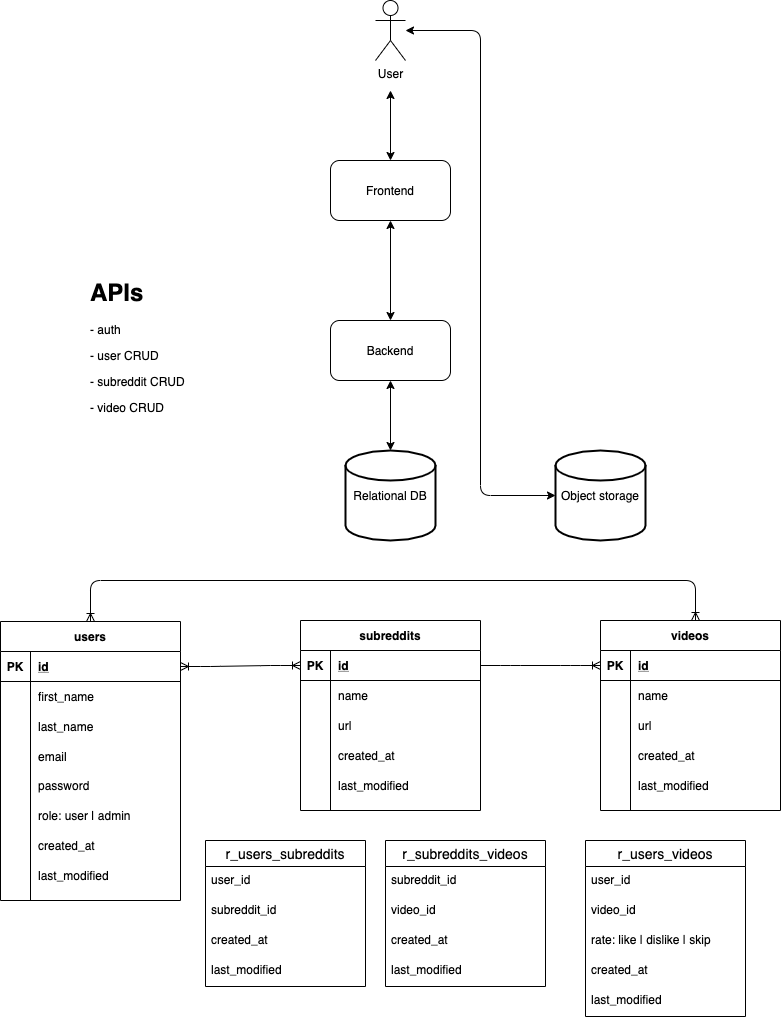 User
Frontend
APIs
- auth
- user CRUD
- subreddit CRUD
- video CRUD
Backend
Relational DB
Object storage
users
PK id
first_name
last_name
email
password
role: user | admin
created_at
last_modified
subreddits
PK id
name
url
created_at
last_modified
videos
PK id
name
url
created_at
last_modified
r_users_subreddits
user_id
subreddit_id
created_at
last_modified
r_subreddits_videos
subreddit_id
video_id
created_at
last_modified
r_users_videos
user_id
video_id
rate: like | dislike | skip
created_at
last_modified